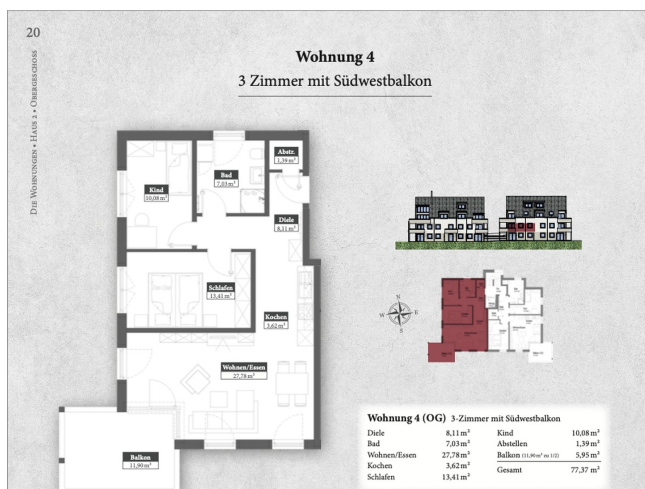 20
DIE WOHNUNGEN • HAUS 2 • OBERGESCHOSS
Wohnung 4
3 Zimmer mit Südwestbalkon
Abstr.
1,39 m²
Bad
7,03 m²
Kind
10,08 m²
Diele
8,11 m²
Schlafen
13,41 m²
Kochen
3,62 m²
Wohnen/Essen
27,78 m²
Balkon
11,90 m²
N
W E
S
Wohnung 4 (OG) 3-Zimmer mit Südwestbalkon
Diele 8,11 m² Kind 10,08 m²
Bad 7,03 m² Abstellen 1,39 m²
Wohnen/Essen 27,78 m² Balkon (11,90 m² zu 1/2) 5,95 m²
Kochen 3,62 m² Gesamt 77,37 m²
Schlafen 13,41 m²